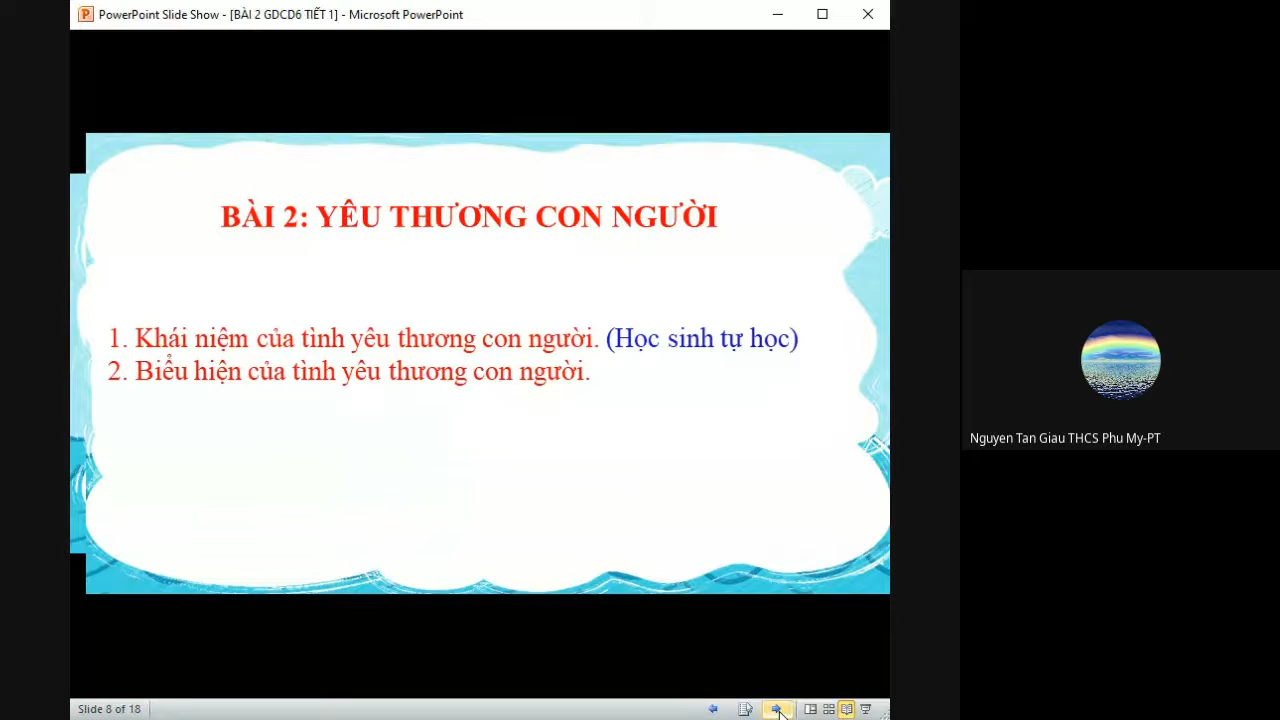 PowerPoint Slide Show - [BÀI 2 GDCD6 TIẾT 1] - Microsoft PowerPoint
BÀI 2: YÊU THƯƠNG CON NGƯỜI
1. Khái niệm của tình yêu thương con người. (Học sinh tự học)
2. Biểu hiện của tình yêu thương con người.
Nguyen Tan Giau THCS Phu My-PT
Slide 8 of 18